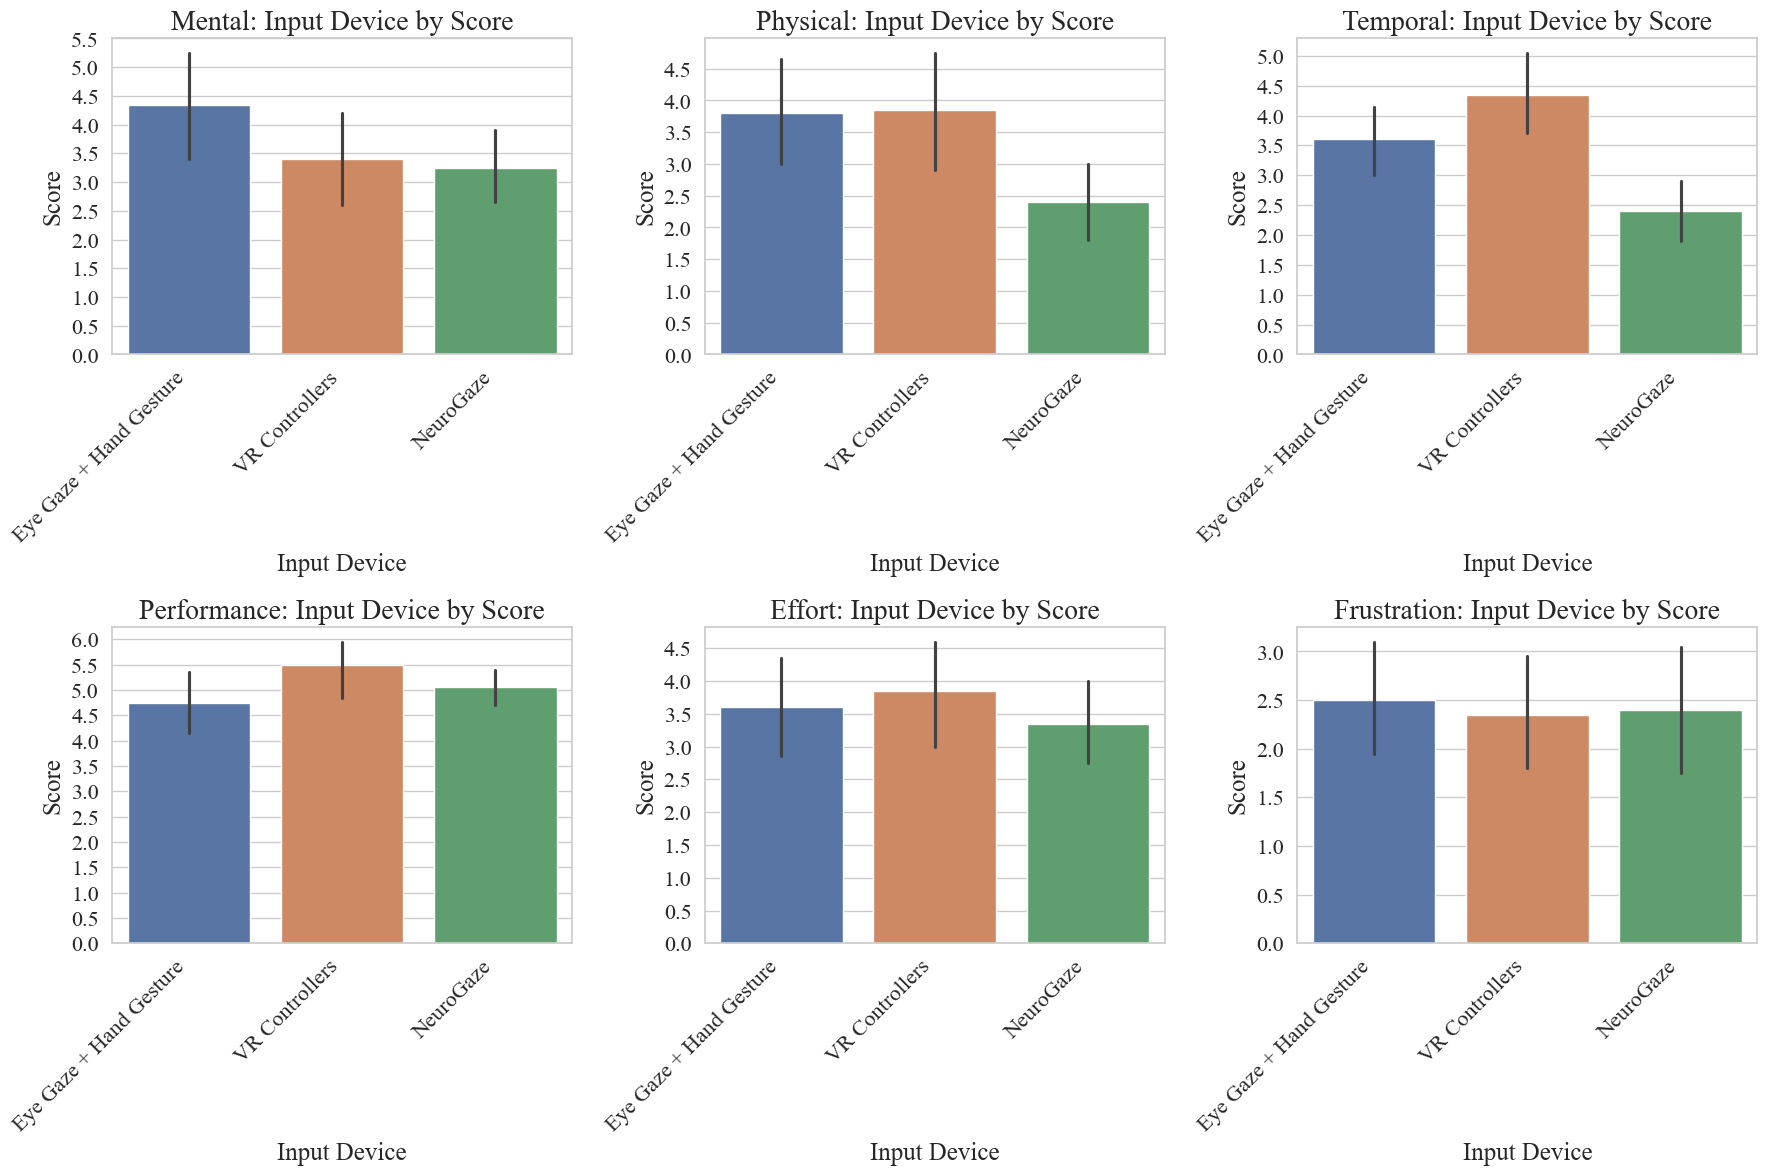 Mental: Input Device by Score
5.5
5.0
4.5
4.0
3.5
3.0
2.5
2.0
1.5
1.0
0.5
0.0
Score
Eye Gaze + Hand Gesture
VR Controllers
NeuroGaze
Input Device
Physical: Input Device by Score
4.5
4.0
3.5
3.0
2.5
2.0
1.5
1.0
0.5
0.0
Score
Eye Gaze + Hand Gesture
VR Controllers
NeuroGaze
Input Device
Temporal: Input Device by Score
5.0
4.5
4.0
3.5
3.0
2.5
2.0
1.5
1.0
0.5
0.0
Score
Eye Gaze + Hand Gesture
VR Controllers
NeuroGaze
Input Device
Performance: Input Device by Score
6.0
5.5
5.0
4.5
4.0
3.5
3.0
2.5
2.0
1.5
1.0
0.5
0.0
Score
Eye Gaze + Hand Gesture
VR Controllers
NeuroGaze
Input Device
Effort: Input Device by Score
4.5
4.0
3.5
3.0
2.5
2.0
1.5
1.0
0.5
0.0
Score
Eye Gaze + Hand Gesture
VR Controllers
NeuroGaze
Input Device
Frustration: Input Device by Score
3.0
2.5
2.0
1.5
1.0
0.5
0.0
Score
Eye Gaze + Hand Gesture
VR Controllers
NeuroGaze
Input Device